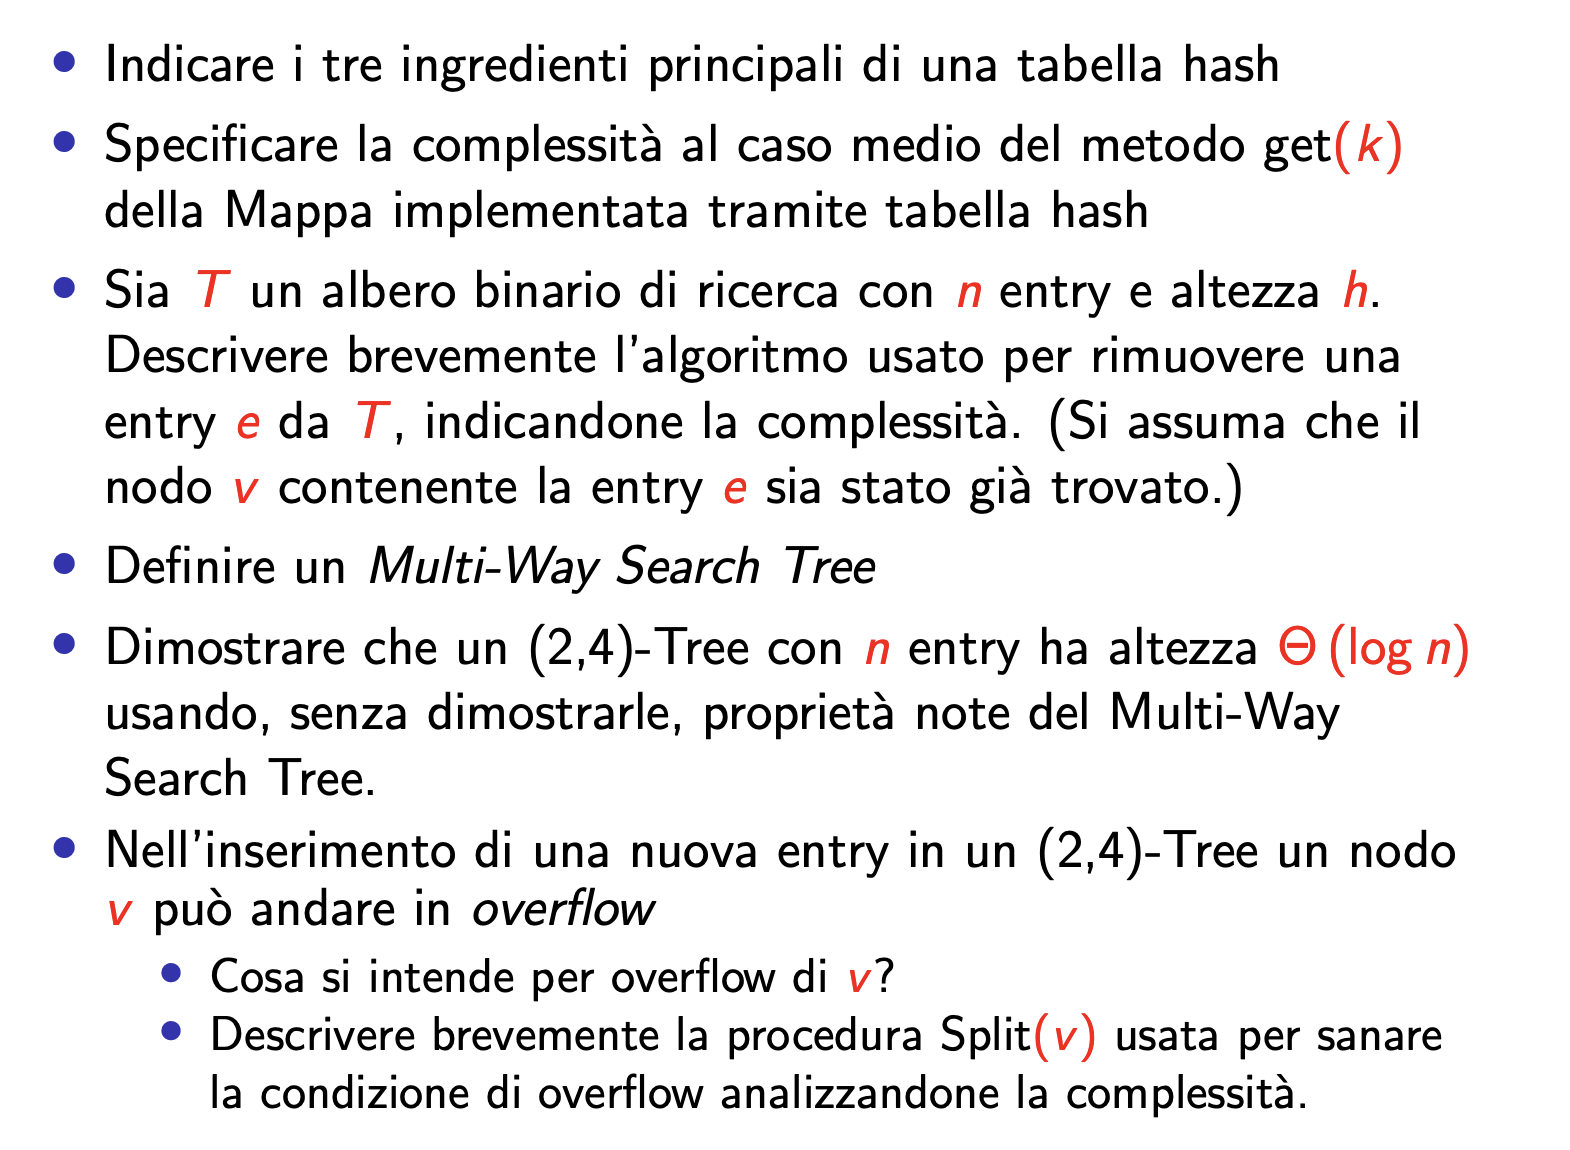 • Indicare i tre ingredienti principali di una tabella hash
• Specificare la complessità al caso medio del metodo get(k)
della Mappa implementata tramite tabella hash
• Sia T un albero binario di ricerca con n entry e altezza h.
Descrivere brevemente l'algoritmo usato per rimuovere una
entry e da T, indicandone la complessità. (Si assuma che il
nodo v contenente la entry e sia stato già trovato.)
• Definire un Multi-Way Search Tree
• Dimostrare che un (2,4)-Tree con n entry ha altezza Θ(log n)
usando, senza dimostrarle, proprietà note del Multi-Way
Search Tree.
• Nell'inserimento di una nuova entry in un (2,4)-Tree un nodo
v può andare in overflow
• Cosa si intende per overflow di v?
• Descrivere brevemente la procedura Split(v) usata per sanare
la condizione di overflow analizzandone la complessità.